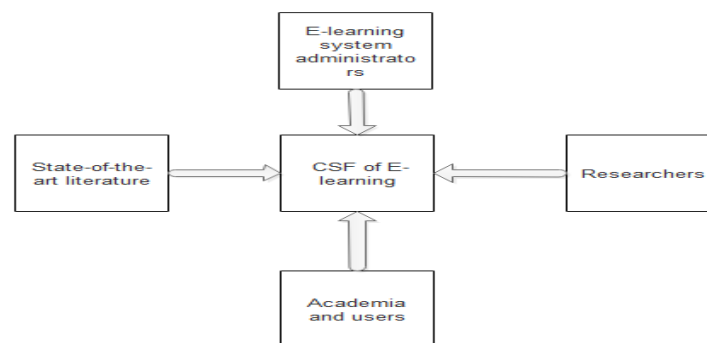 E-learning
system
administrato
rs
State-of-the-
art literature
CSF of E-
learning
Researchers
Academia
and users